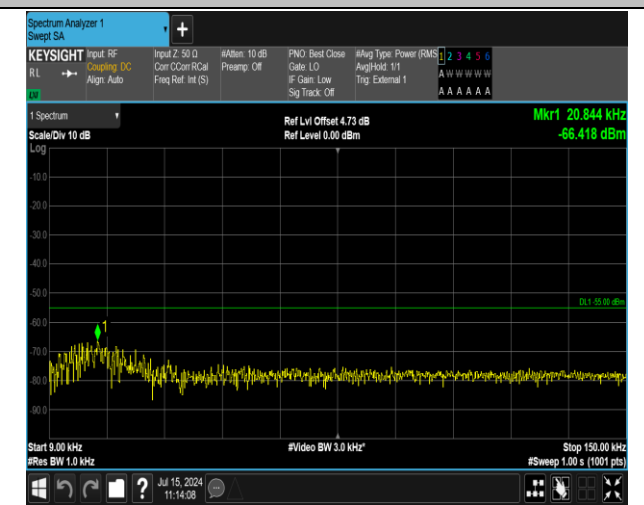 Spectrum Analyzer 1
Swept SA
+
KEYSIGHT Input: RF Input Z: 50 Ω #Atten: 10 dB PNO: Best Close #Avg Type: Power (RMS 1 2 3 4 5 6
RL Coupling: DC Corr CCorr RCal Preamp: Off Gate: LO Avg|Hold: 1/1 A W W W W W
Align: Auto Freq Ref: Int (S) IF Gain: Low Trig: External 1
Sig Track: Off A A A A A A
1 Spectrum Ref Lvl Offset 4.73 dB Mkr1 20.844 kHz
Scale/Div 10 dB Ref Level 0.00 dBm -66.418 dBm
Log
-10.0
-20.0
-30.0
-40.0
-50.0
DL1 -55.00 dBm
-60.0
1
-70.0
-80.0
-90.0
Start 9.00 kHz #Video BW 3.0 kHz* Stop 150.00 kHz
#Res BW 1.0 kHz #Sweep 1.00 s (1001 pts)
? Jul 15, 2024
11:14:08